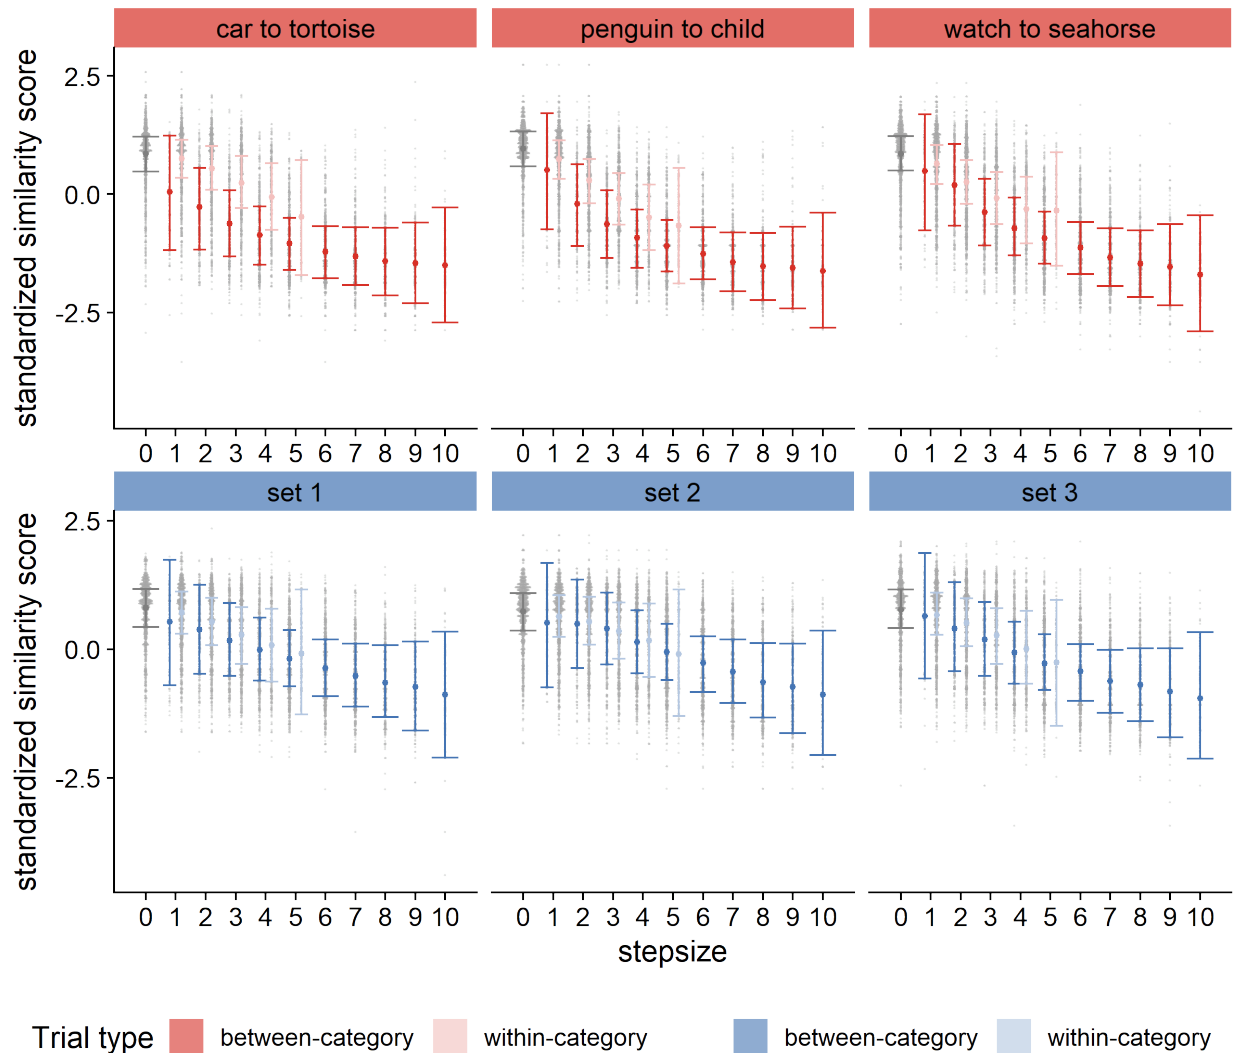 car to tortoise penguin to child watch to seahorse
standardized similarity score
2.5
0.0
-2.5
0 1 2 3 4 5 6 7 8 9 10 0 1 2 3 4 5 6 7 8 9 10 0 1 2 3 4 5 6 7 8 9 10
set 1 set 2 set 3
standardized similarity score
2.5
0.0
-2.5
0 1 2 3 4 5 6 7 8 9 10 0 1 2 3 4 5 6 7 8 9 10 0 1 2 3 4 5 6 7 8 9 10
stepsize
Trial type between-category within-category between-category within-category